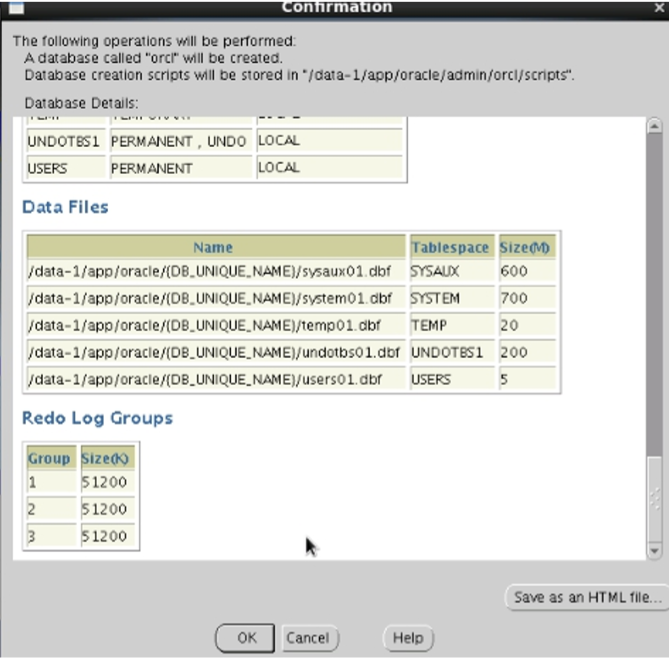 Confirmation
The following operations will be performed:
A database called "orcl" will be created.
Database creation scripts will be stored in "/data-1/app/oracle/admin/orcl/scripts".
Database Details:
TEMP TEMPORARY LOCAL
UNDOTBS1 PERMANENT , UNDO LOCAL
USERS PERMANENT LOCAL
Data Files
Name Tablespace Size(M)
/data-1/app/oracle/{DB_UNIQUE_NAME}/sysaux01.dbf SYSAUX 600
/data-1/app/oracle/{DB_UNIQUE_NAME}/system01.dbf SYSTEM 700
/data-1/app/oracle/{DB_UNIQUE_NAME}/temp01.dbf TEMP 20
/data-1/app/oracle/{DB_UNIQUE_NAME}/undotbs01.dbf UNDOTBS1 200
/data-1/app/oracle/{DB_UNIQUE_NAME}/users01.dbf USERS 5
Redo Log Groups
Group Size(K)
1 51200
2 51200
3 51200
Save as an HTML file...
OK Cancel Help